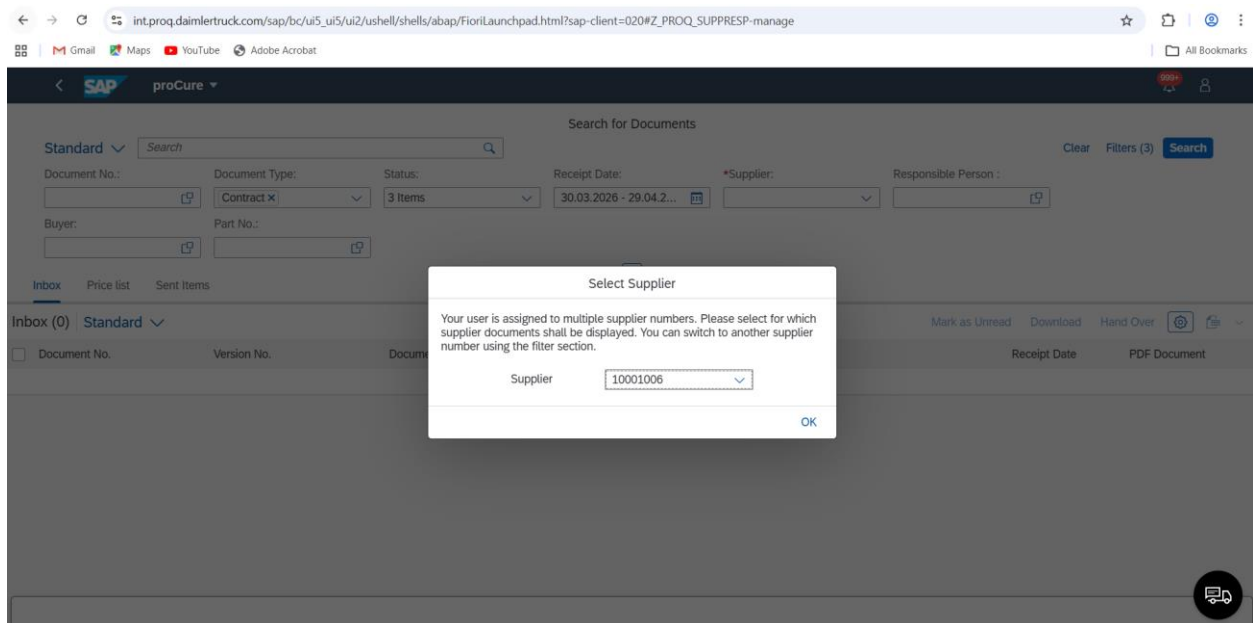 int.proq.daimlertruck.com/sap/bc/ui5_ui5/ui2/ushell/shells/abap/FioriLaunchpad.html?sap-client=020#Z_PROQ_SUPPRESP-manage
Gmail Maps YouTube Adobe Acrobat All Bookmarks
SAP proCure 999+
Search for Documents
Standard Search Clear Filters (3) Search
Document No.: Document Type: Status: Receipt Date: *Supplier: Responsible Person :
Contract 3 Items 30.03.2026 - 29.04.2...
Buyer: Part No.:
Select Supplier
Inbox Price list Sent Items
Your user is assigned to multiple supplier numbers. Please select for which
supplier documents shall be displayed. You can switch to another supplier
number using the filter section.
Inbox (0) Standard Mark as Unread Download Hand Over
Document No. Version No. Docume Receipt Date PDF Document
Supplier 10001006
OK